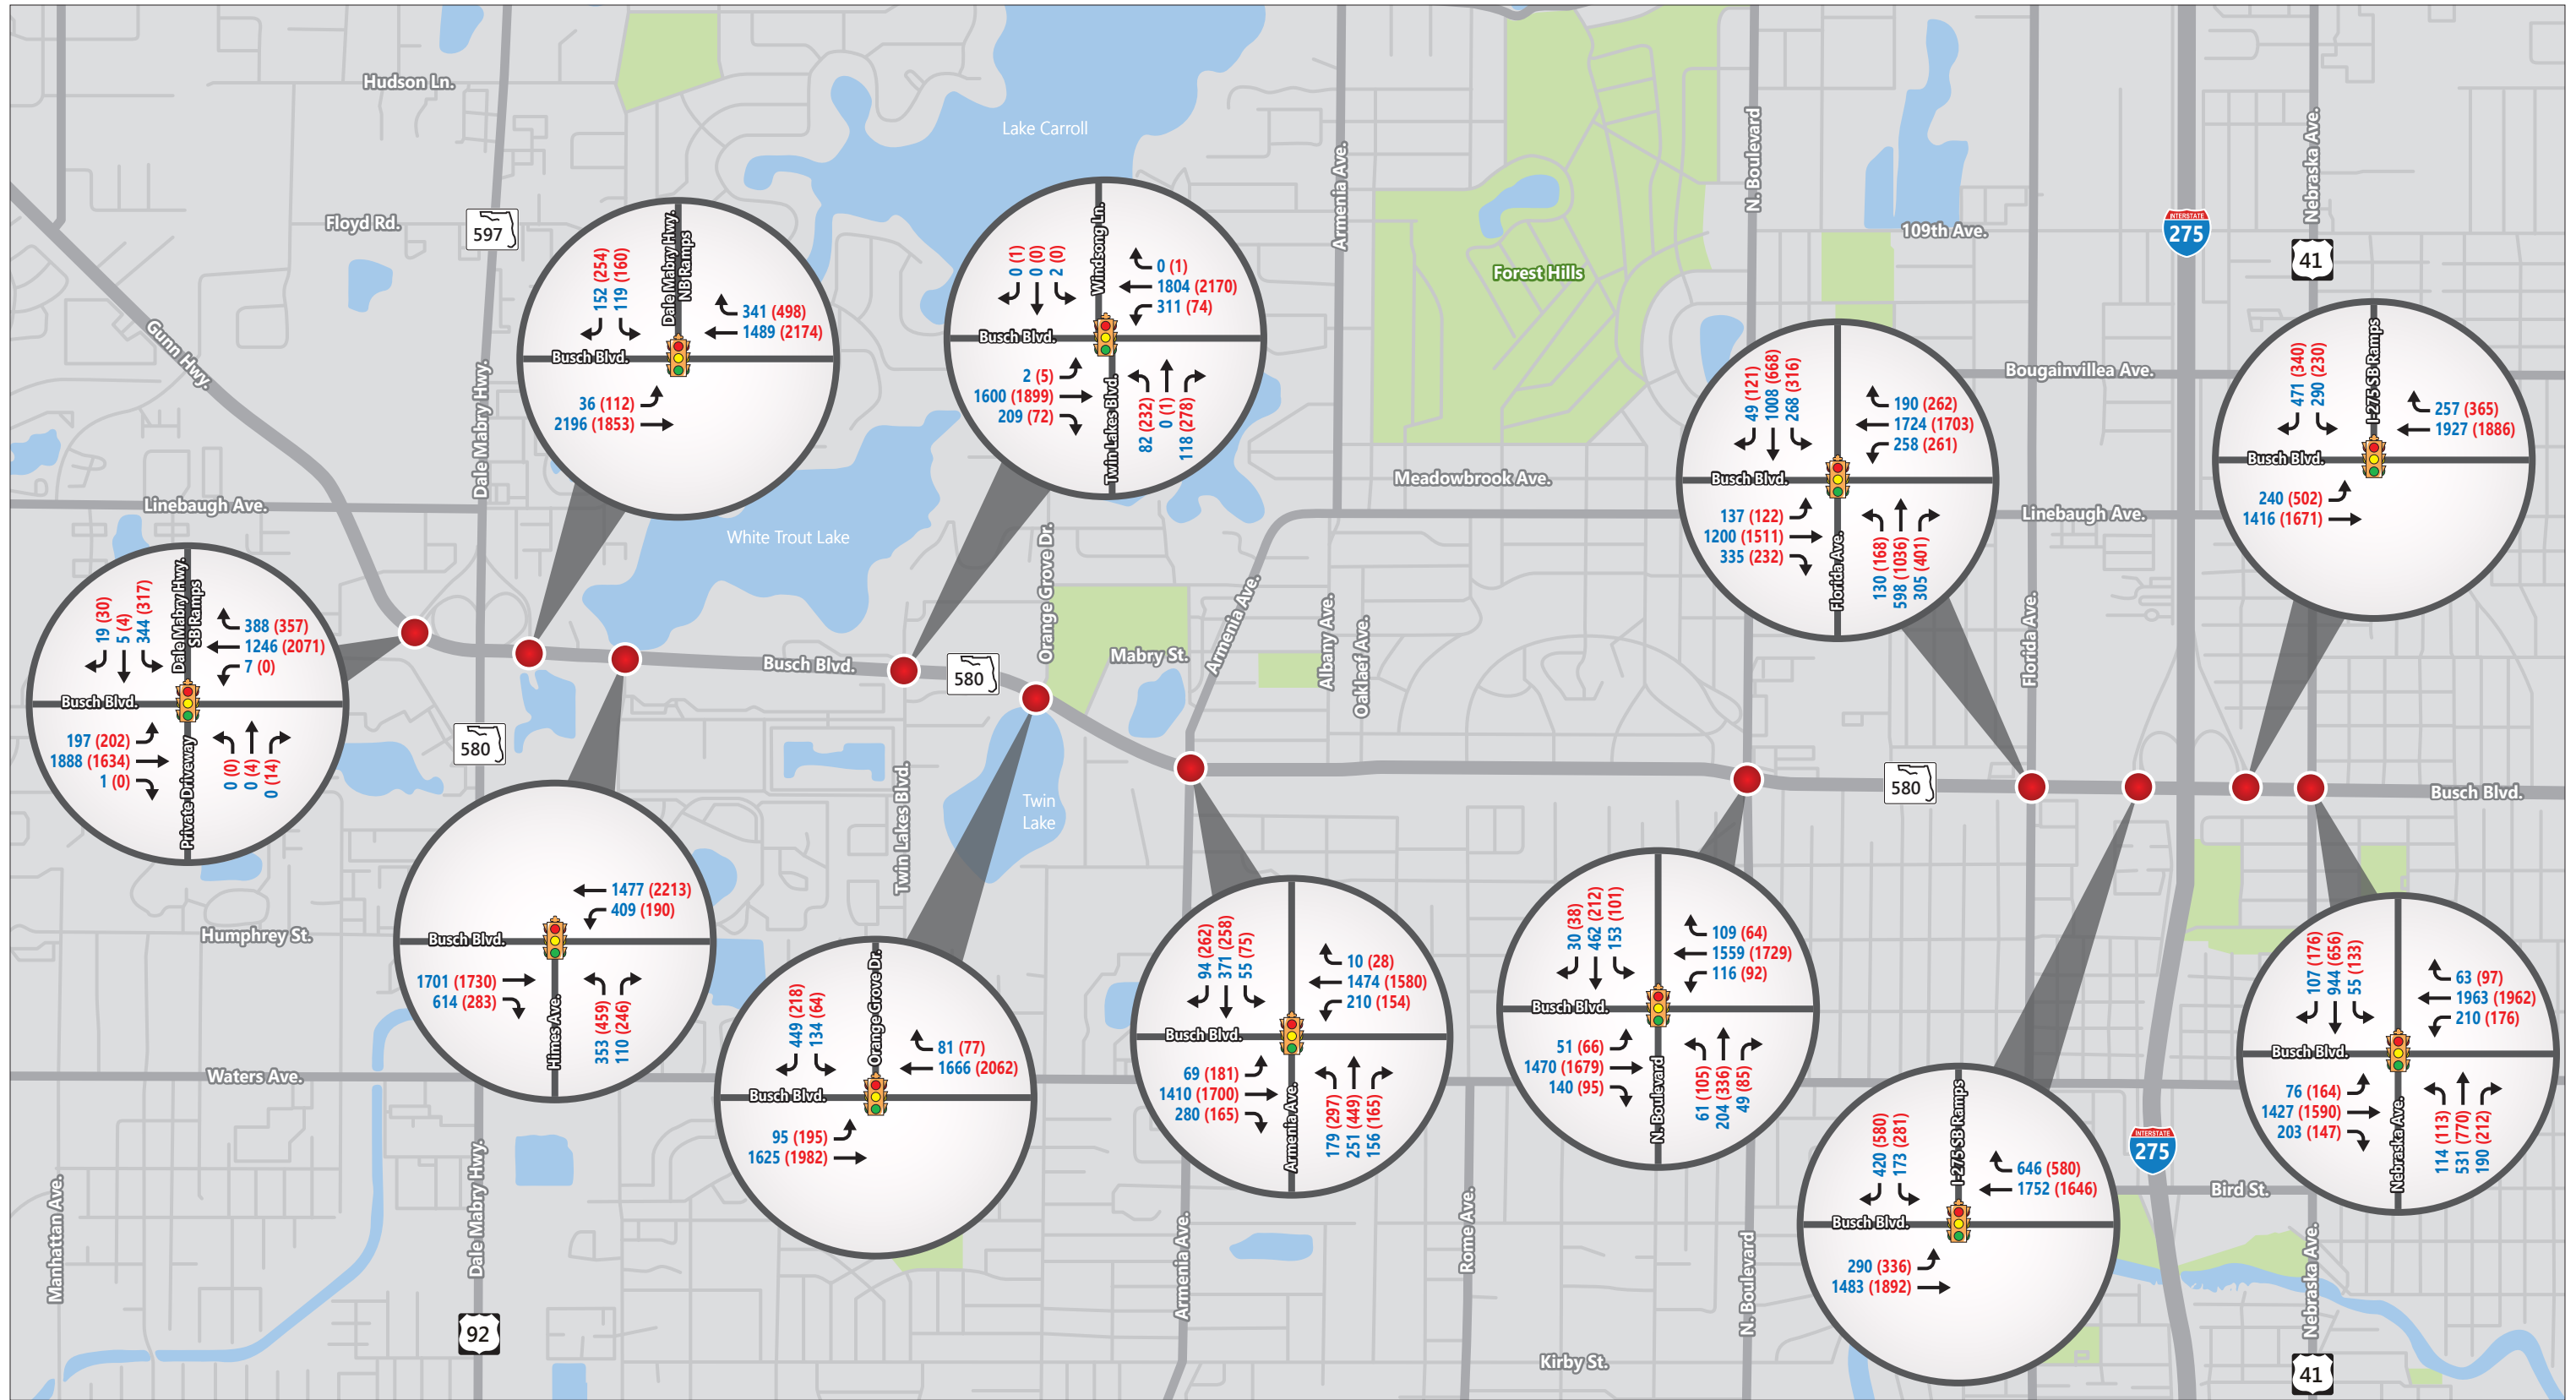 Hudson Ln.
Lake Carroll
Armenia Ave.
N. Boulevard
Nebraska Ave.
Floyd Rd.
597
109th Ave.
INTERSTATE
275
41
Forest Hills
Gunn Hwy.
Dale Mabry Hwy.
Bougainvillea Ave.
Meadowbrook Ave.
Linebaugh Ave.
Linebaugh Ave.
White Trout Lake
Orange Grove Dr.
Armenia Ave.
Albany Ave.
Oaklaef Ave.
Florida Ave.
Mabry St.
Busch Blvd.
580
580
580
Busch Blvd.
Twin
Lake
Twin Lakes Blvd.
Humphrey St.
Waters Ave.
Manhattan Ave.
Dale Mabry Hwy.
92
Armenia Ave.
Rome Ave.
N. Boulevard
INTERSTATE
275
Bird St.
Nebraska Ave.
Kirby St.
41
Dale Mabry Hwy.
SB Ramps
19 (30)
5 (4)
344 (317)
388 (357)
1246 (2071)
7 (0)
Busch Blvd.
197 (202)
1888 (1634)
1 (0)
Private Driveway
0 (0)
0 (4)
0 (14)
Dale Mabry Hwy.
NB Ramps
152 (254)
119 (160)
341 (498)
1489 (2174)
Busch Blvd.
36 (112)
2196 (1853)
1477 (2213)
409 (190)
Busch Blvd.
1701 (1730)
614 (283)
Himes Ave.
353 (459)
110 (246)
Windsong Ln.
0 (1)
0 (0)
2 (0)
0 (1)
1804 (2170)
311 (74)
Busch Blvd.
2 (5)
1600 (1899)
209 (72)
Twin Lakes Blvd.
82 (232)
0 (1)
118 (278)
Orange Grove Dr.
449 (218)
134 (64)
81 (77)
1666 (2062)
Busch Blvd.
95 (195)
1625 (1982)
94 (262)
371 (258)
55 (75)
10 (28)
1474 (1580)
210 (154)
Busch Blvd.
69 (181)
1410 (1700)
280 (165)
Armenia Ave.
179 (297)
251 (449)
156 (165)
30 (38)
462 (212)
153 (101)
109 (64)
1559 (1729)
116 (92)
Busch Blvd.
51 (66)
1470 (1679)
140 (95)
N. Boulevard
61 (105)
204 (336)
49 (85)
49 (121)
1008 (668)
268 (316)
190 (262)
1724 (1703)
258 (261)
Busch Blvd.
137 (122)
1200 (1511)
335 (232)
Florida Ave.
130 (168)
598 (1036)
305 (401)
I-275 SB Ramps
420 (580)
173 (281)
646 (580)
1752 (1646)
Busch Blvd.
290 (336)
1483 (1892)
I-275 SB Ramps
471 (340)
290 (230)
257 (365)
1927 (1886)
Busch Blvd.
240 (502)
1416 (1671)
107 (176)
944 (656)
55 (133)
63 (97)
1963 (1962)
210 (176)
Busch Blvd.
76 (164)
1427 (1590)
203 (147)
Nebraska Ave.
114 (113)
531 (770)
190 (212)